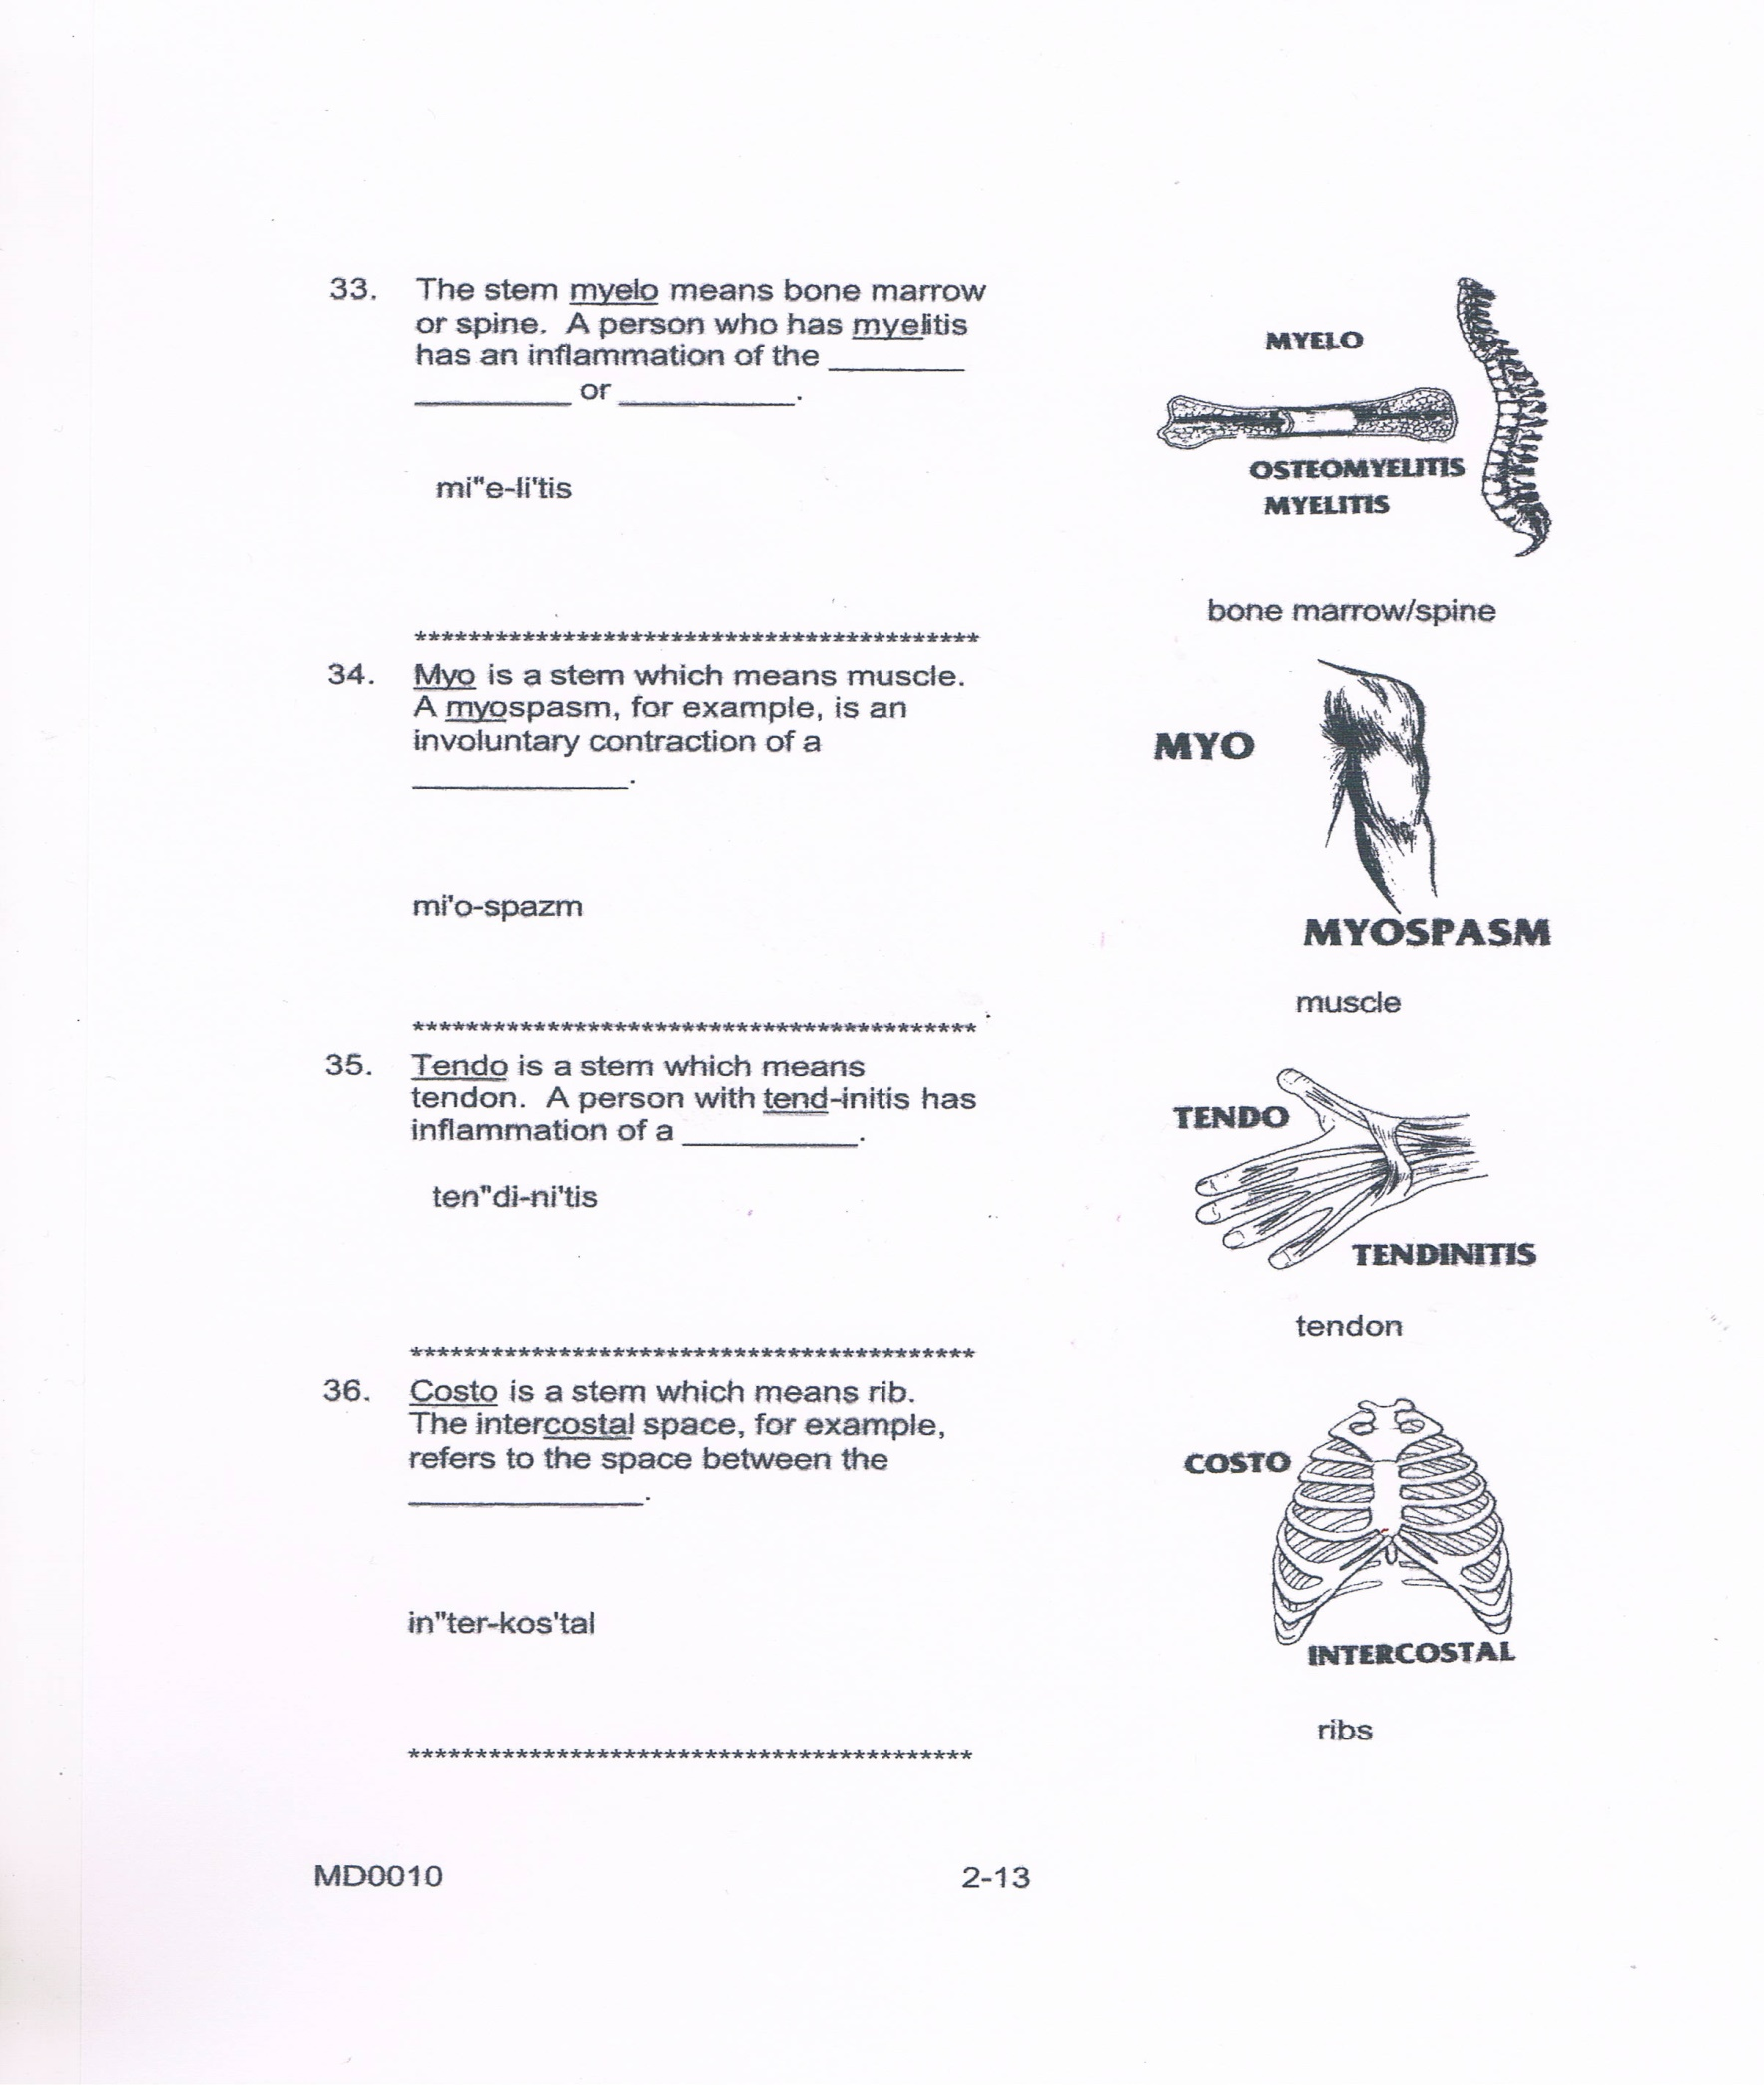 33. The stem myelo means bone marrow
or spine. A person who has myelitis
has an inflammation of the ________
_________ or __________.
MYELO
OSTEOMYELITIS
MYELITIS
mi"e-li'tis
bone marrow/spine
******************************************
34. Myo is a stem which means muscle.
A myospasm, for example, is an
involuntary contraction of a
_____________.
MYO
mi'o-spazm
MYOSPASM
muscle
******************************************
35. Tendo is a stem which means
tendon. A person with tend-initis has
inflammation of a ___________.
TENDO
ten"di-ni'tis
TENDINITIS
tendon
******************************************
36. Costo is a stem which means rib.
The intercostal space, for example,
refers to the space between the
______________.
COSTO
in"ter-kos'tal
INTERCOSTAL
ribs
******************************************
MD0010 2-13